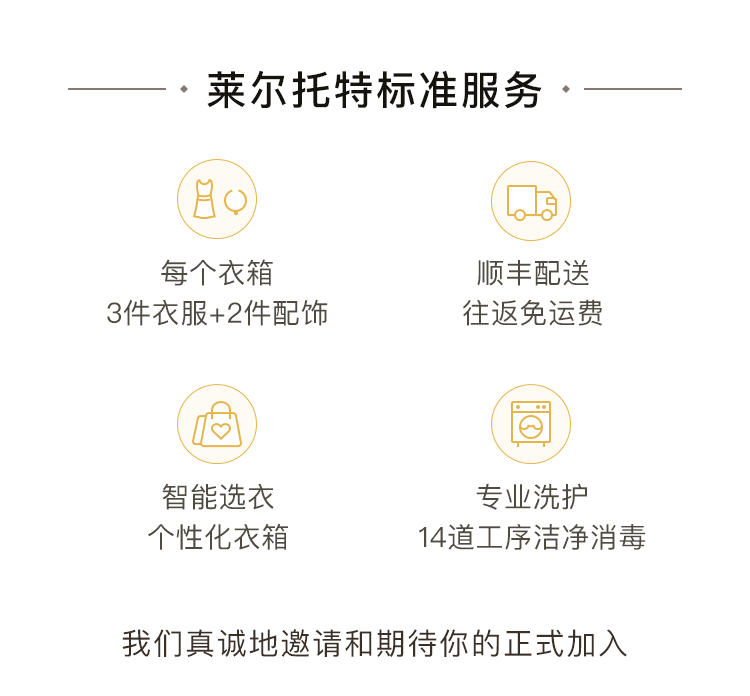 莱尔托特标准服务
每个衣箱
3件衣服+2件配饰
顺丰配送
往返免运费
智能选衣
个性化衣箱
专业洗护
14道工序洁净消毒
我们真诚地邀请和期待你的正式加入